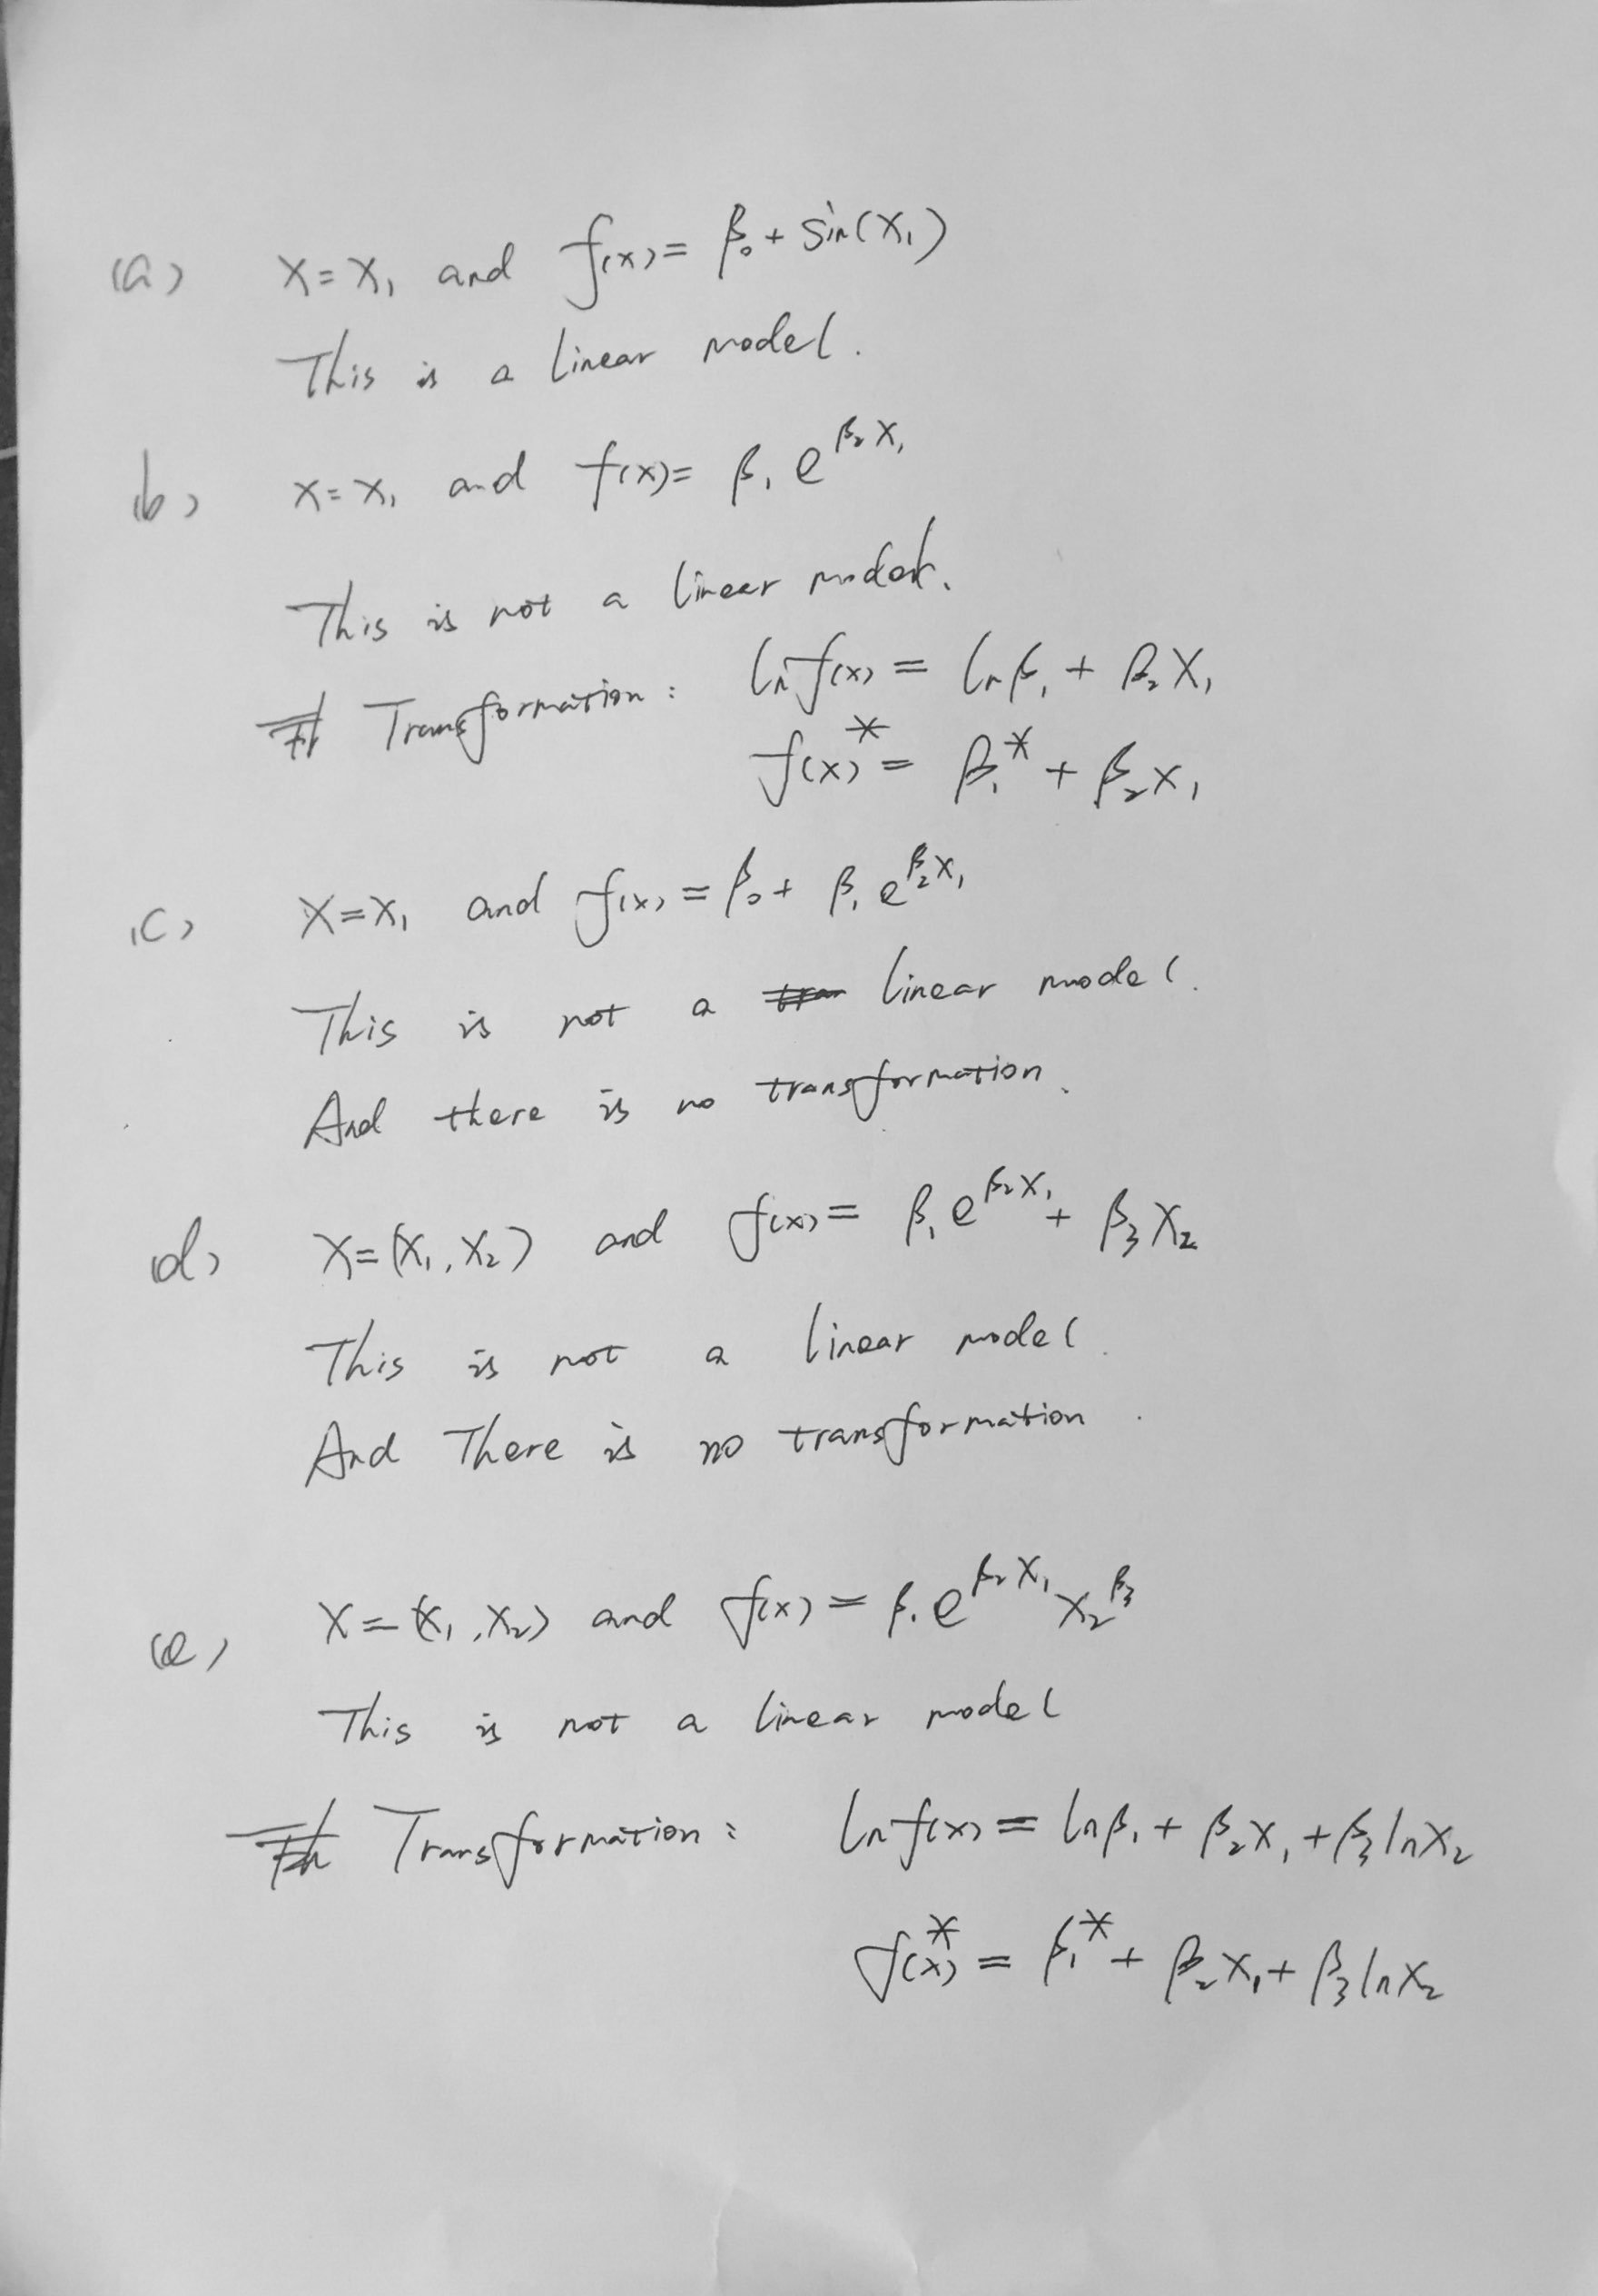 (a) X=X₁ and f(x)= β₀+ sin(X₁)
This is a linear model.
(b) X=X₁ and f(x)= β₁ e^{β₂X₁}
This is not a linear model.
Transformation: ln f(x) = ln β₁ + β₂X₁
f(x)* = β₁* + β₂X₁
(c) X=X₁ and f(x) = β₀+ β₁ e^{β₂X₁}
This is not a linear model.
And there is no transformation.
(d) X=(X₁, X₂) and f(x)= β₁ e^{β₂X₁} + β₃ X₂
This is not a linear model.
And There is no transformation.
(e) X=(X₁, X₂) and f(x) = β₁ e^{β₂X₁} X₂^{β₃}
This is not a linear model
Transformation: ln f(x) = ln β₁ + β₂X₁ + β₃ ln X₂
f(x)* = β₁* + β₂X₁ + β₃ ln X₂